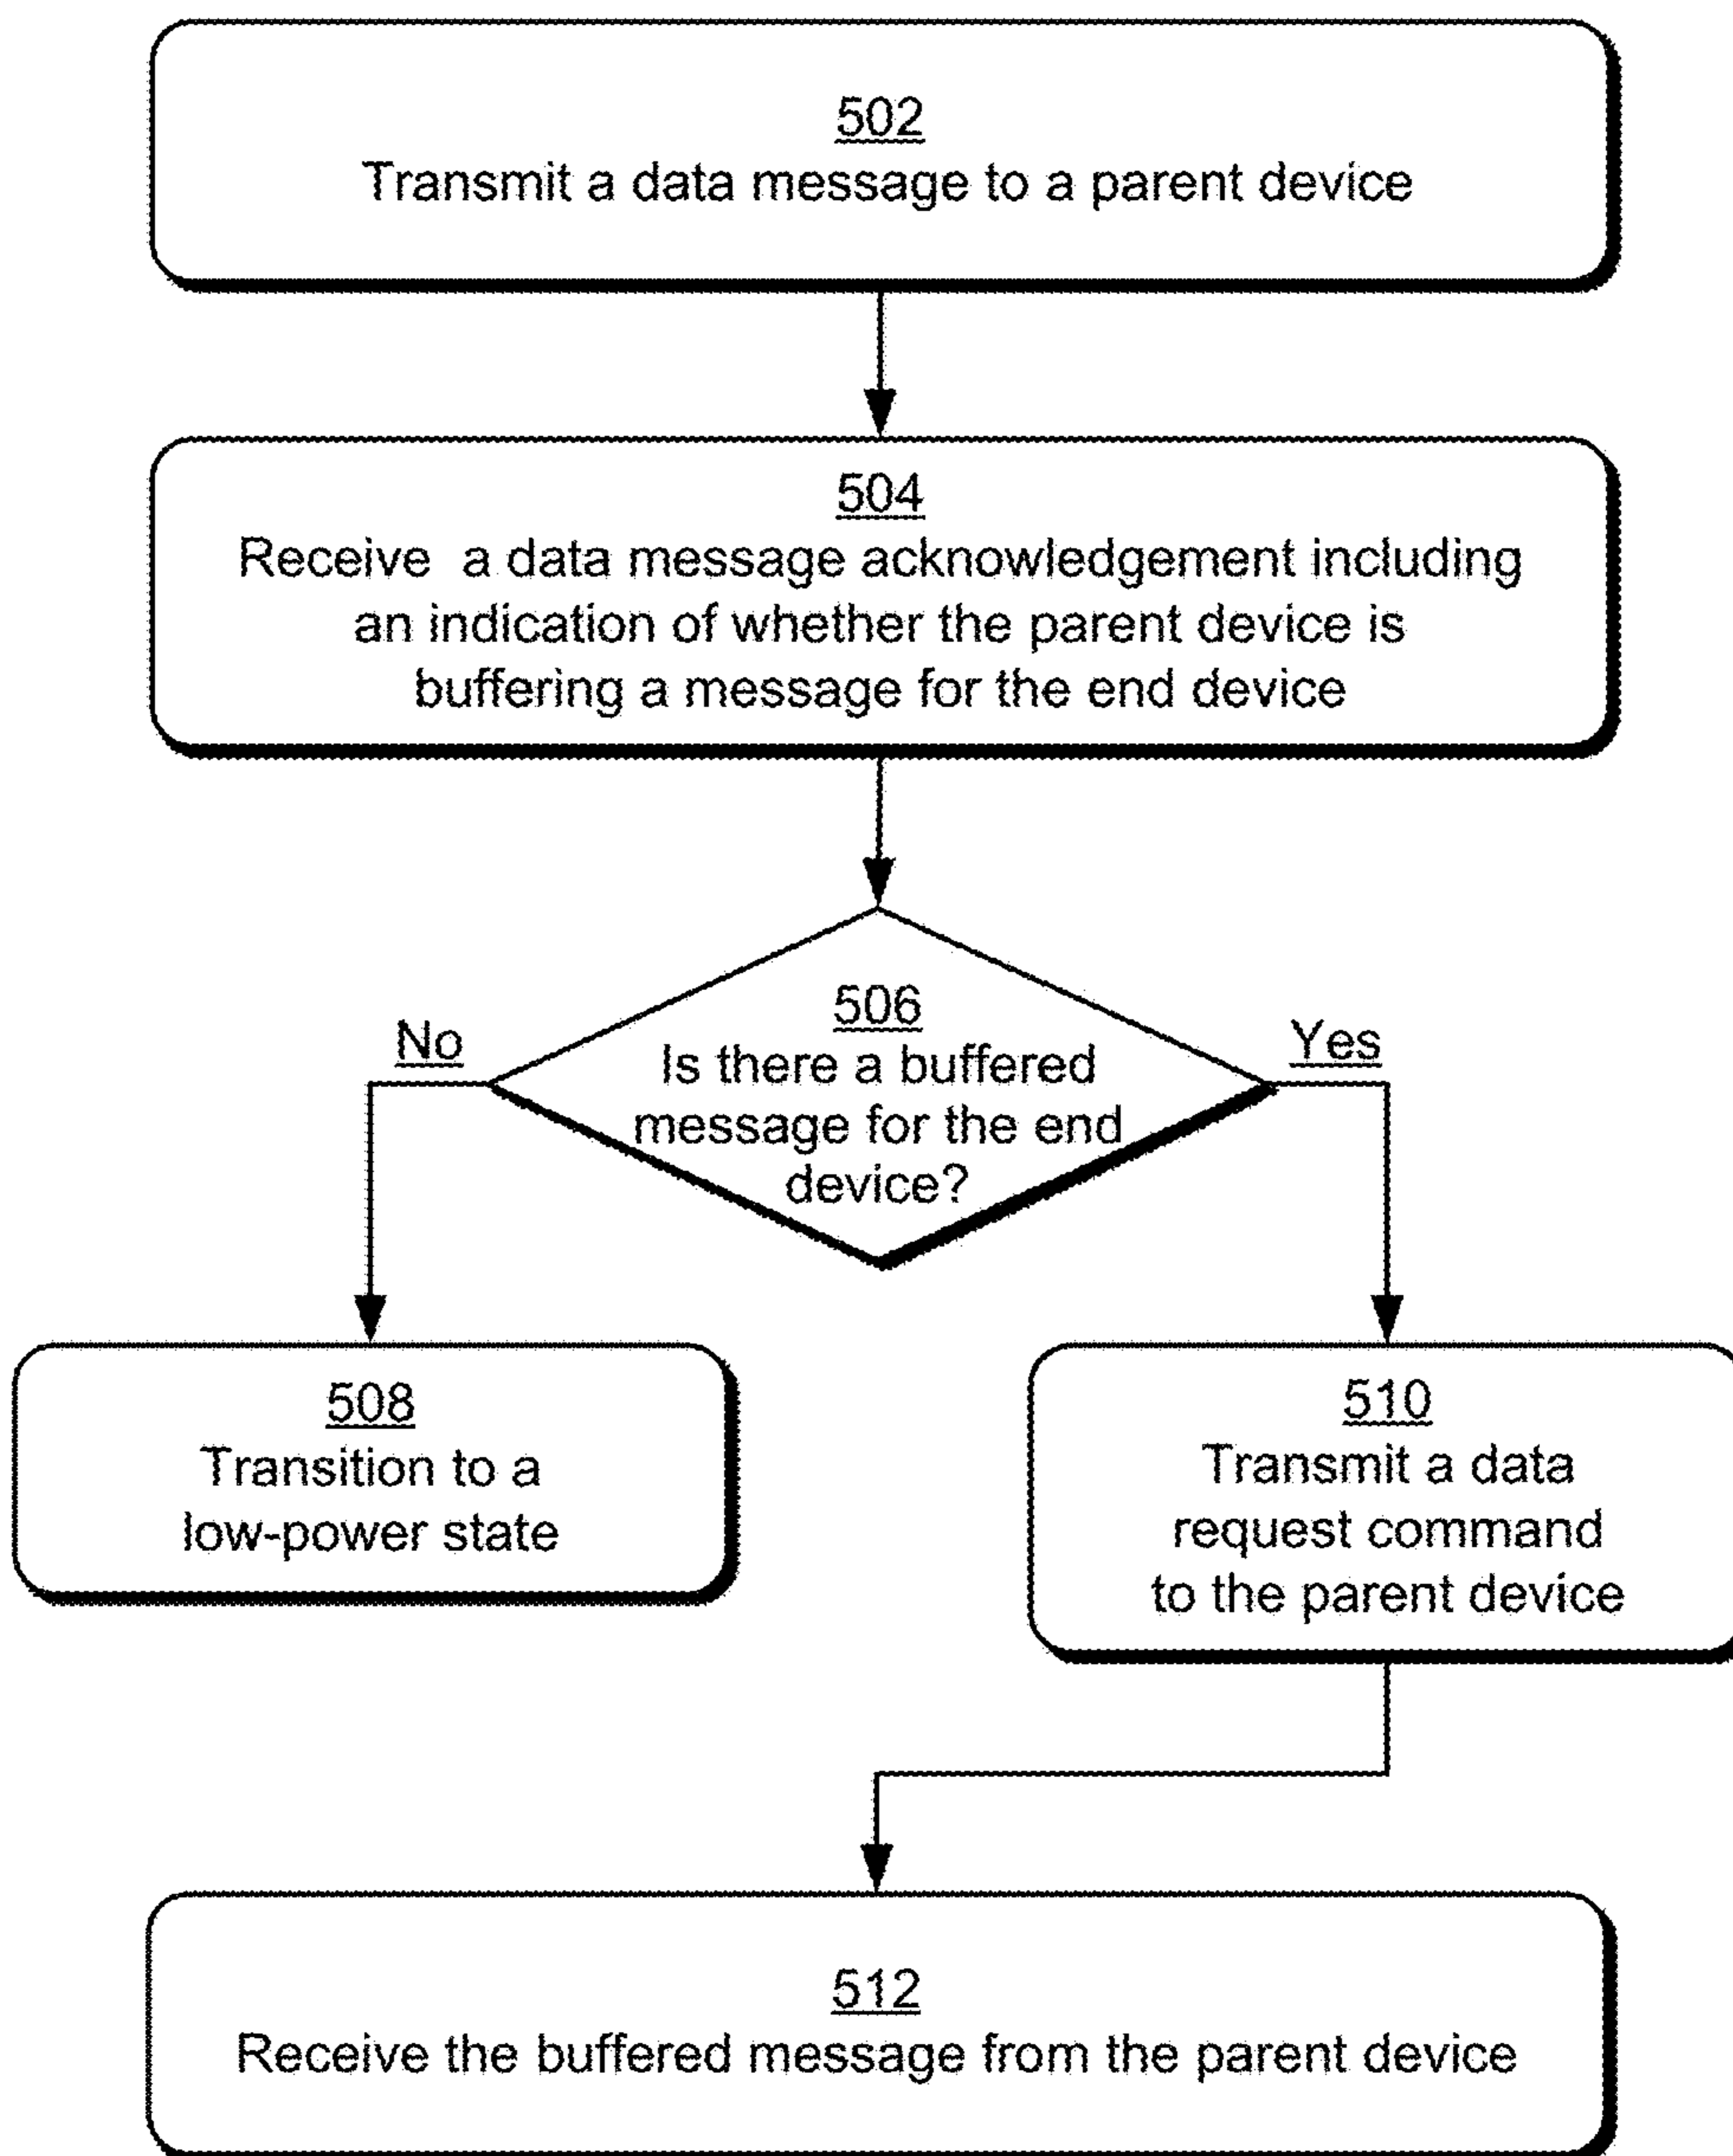 502
Transmit a data message to a parent device
504
Receive a data message acknowledgement including
an indication of whether the parent device is
buffering a message for the end device
506
Is there a buffered
message for the end
device?
No
Yes
508
Transition to a
low-power state
510
Transmit a data
request command
to the parent device
512
Receive the buffered message from the parent device